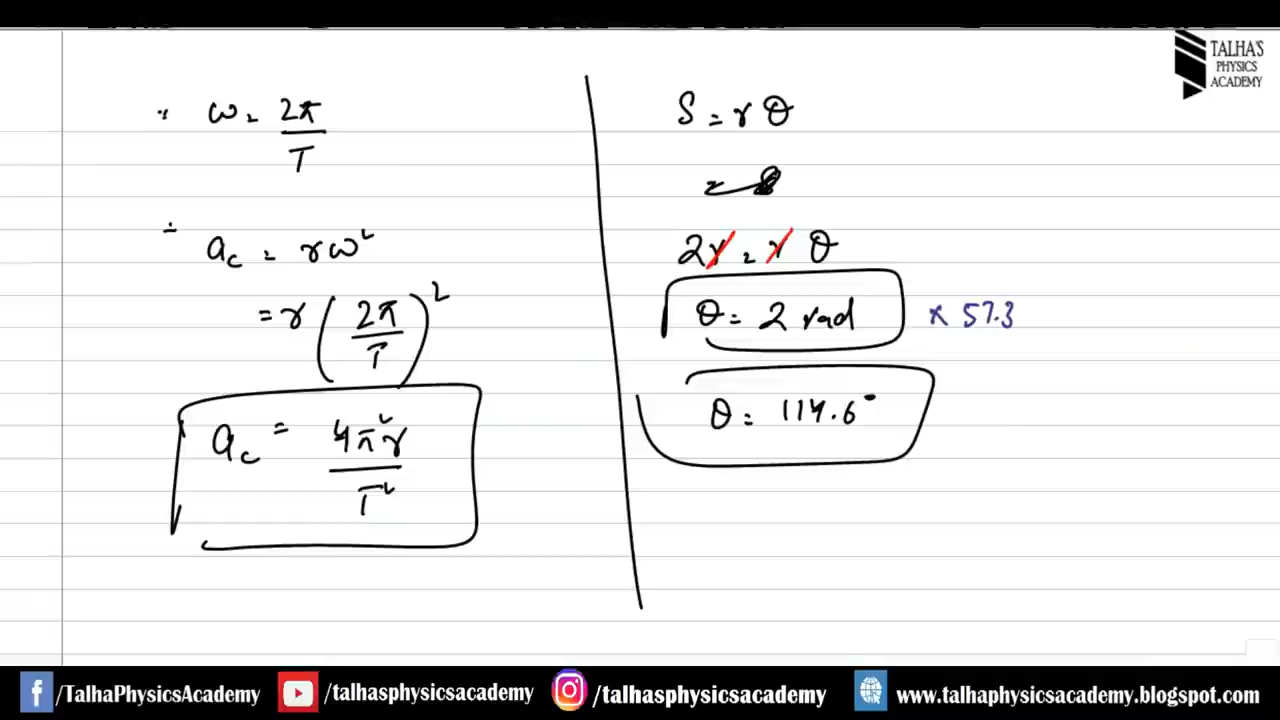 TALHA'S
PHYSICS
ACADEMY
∵ ω = 2π/T
∴ a_c = rω²
= r (2π/T)²
a_c = 4π²r/T²
S = rθ
2r = r θ
θ = 2 rad × 57.3
θ = 114.6°
/TalhaPhysicsAcademy
/talhasphysicsacademy
/talhasphysicsacademy
www.talhaphysicsacademy.blogspot.com